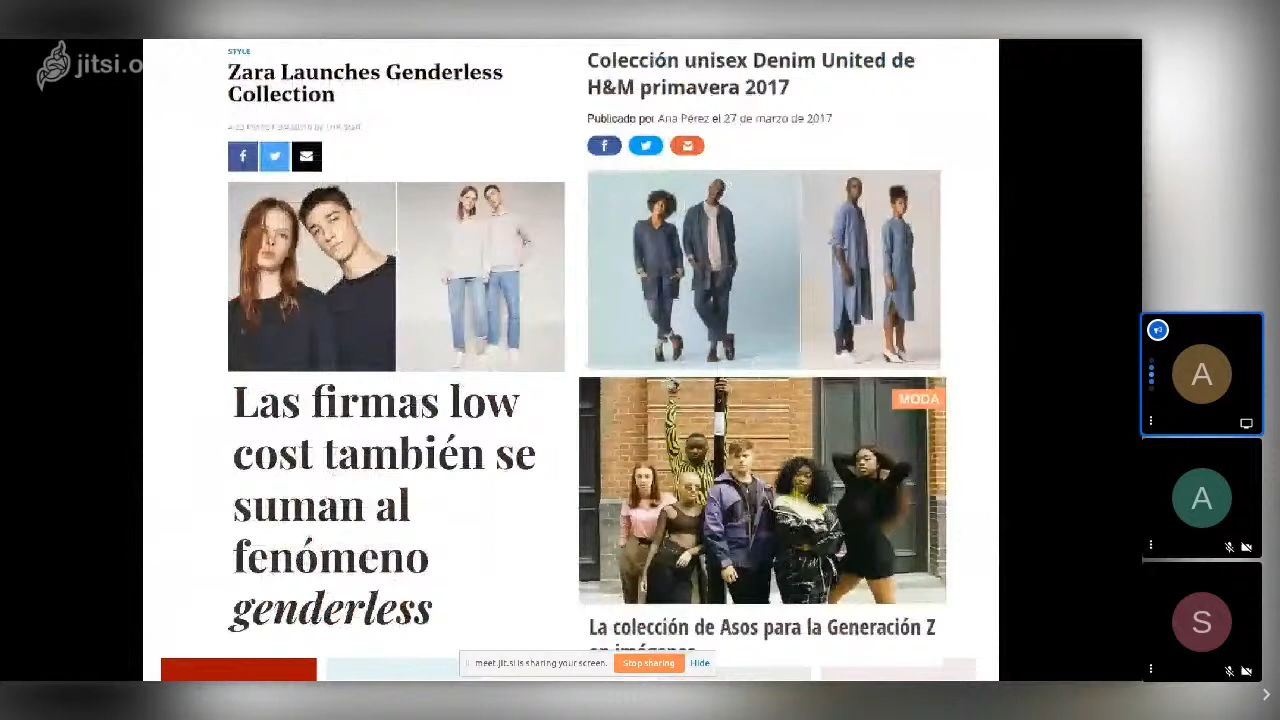 jitsi.o
STYLE
Zara Launches Genderless
Collection
Colección unisex Denim United de
H&M primavera 2017
Publicado por Ana Pérez el 27 de marzo de 2017
Las firmas low
cost también se
suman al
fenómeno
genderless
MODA
La colección de Asos para la Generación Z
en imágenes
meet.jit.si is sharing your screen.
Stop sharing
Hide
A
A
S